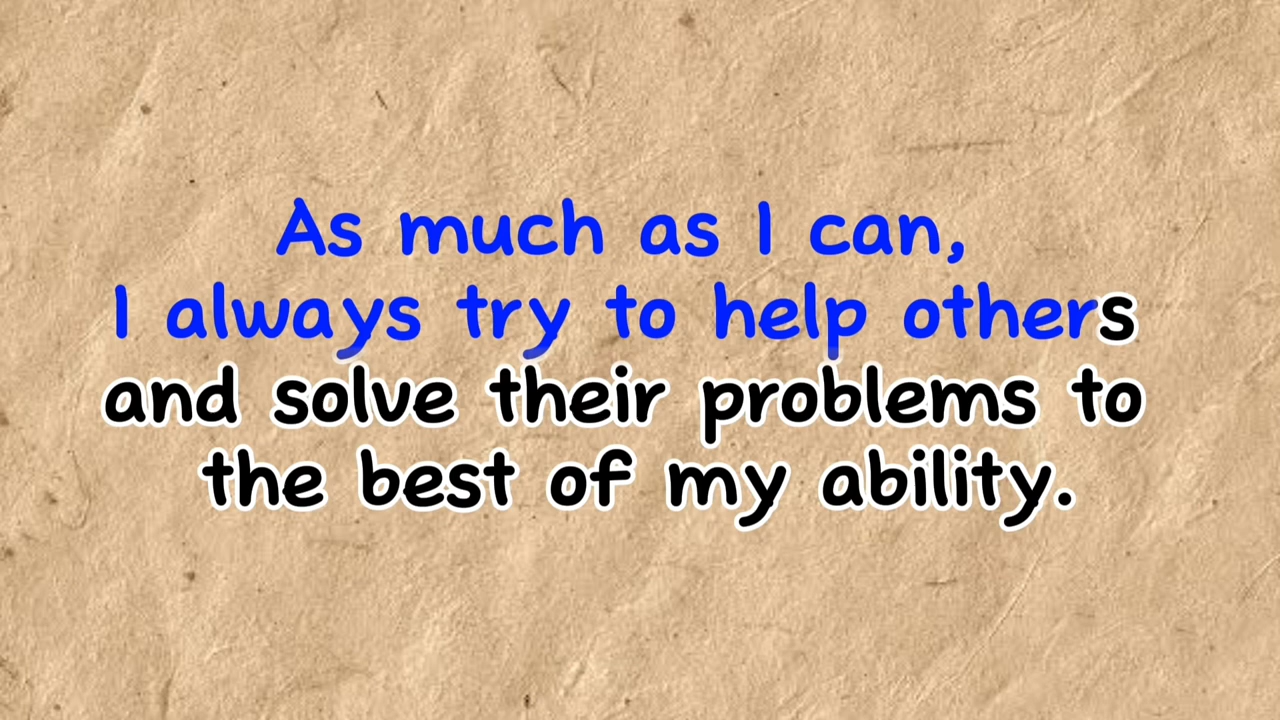 As much as I can,
I always try to help others
and solve their problems to
the best of my ability.